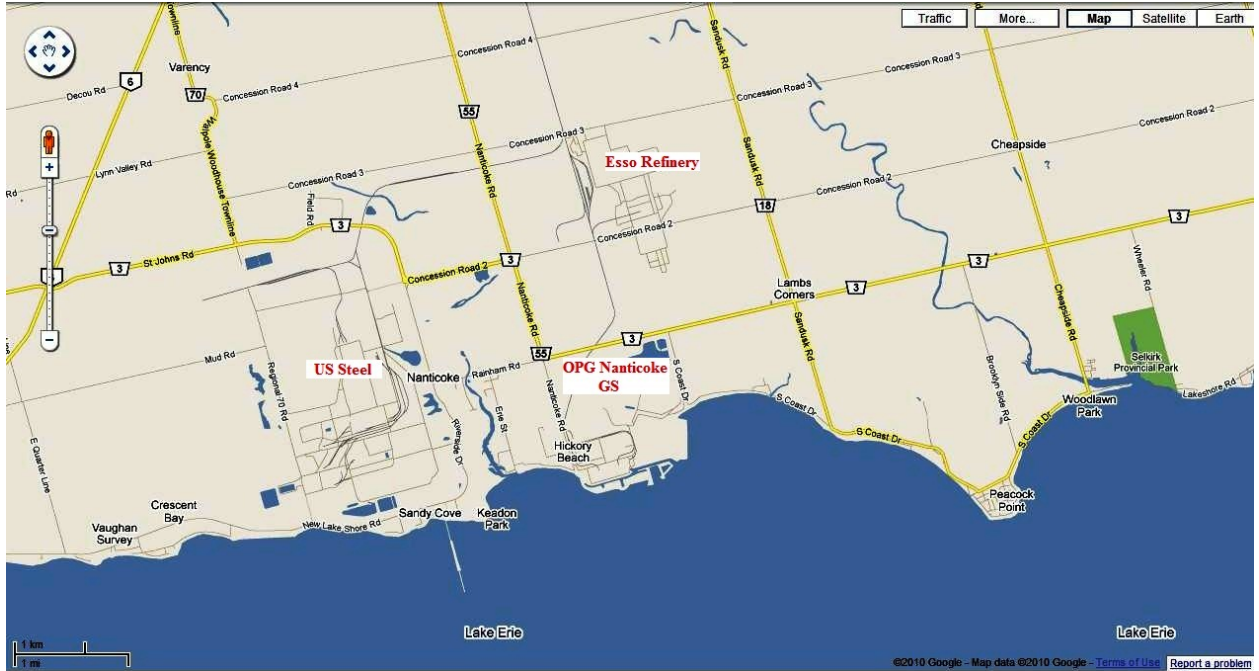 Traffic
More...
Map
Satellite
Earth
Concession Road 4
Concession Road 3
6
Varency
Decou Rd
70
Concession Road 4
55
Sandusk Rd
Concession Road 2
Walpole Woodhouse Townline
Nanticoke Rd
Concession Road 3
Esso Refinery
Cheapside
Lynn Valley Rd
Concession Road 3
Sandusk Rd
Concession Road 2
Rd
Field Rd
18
3
3
Concession Road 2
St Johns Rd
3
3
3
Wheeler Rd
Concession Road 2
Lambs
Corners
3
Nanticoke Rd
Cheapside Rd
3
Sandusk Rd
Mud Rd
55
US Steel
Nanticoke
Rainham Rd
OPG Nanticoke
GS
S Coast Dr
Selkirk
Provincial Park
Regional 70 Rd
Nanticoke Rd
Brooklyn Side Rd
Lakeshore Rd
S Coast Dr
Woodlawn
Park
Erie St
Riverside Dr
S Coast Dr
S Coast Dr
E Quarter Line
Hickory
Beach
Peacock
Point
Crescent
Bay
Sandy Cove
Keadon
Park
Vaughan
Survey
New Lake Shore Rd
Lake Erie
Lake Erie
1 km
1 mi
©2010 Google - Map data ©2010 Google - Terms of Use
Report a problem